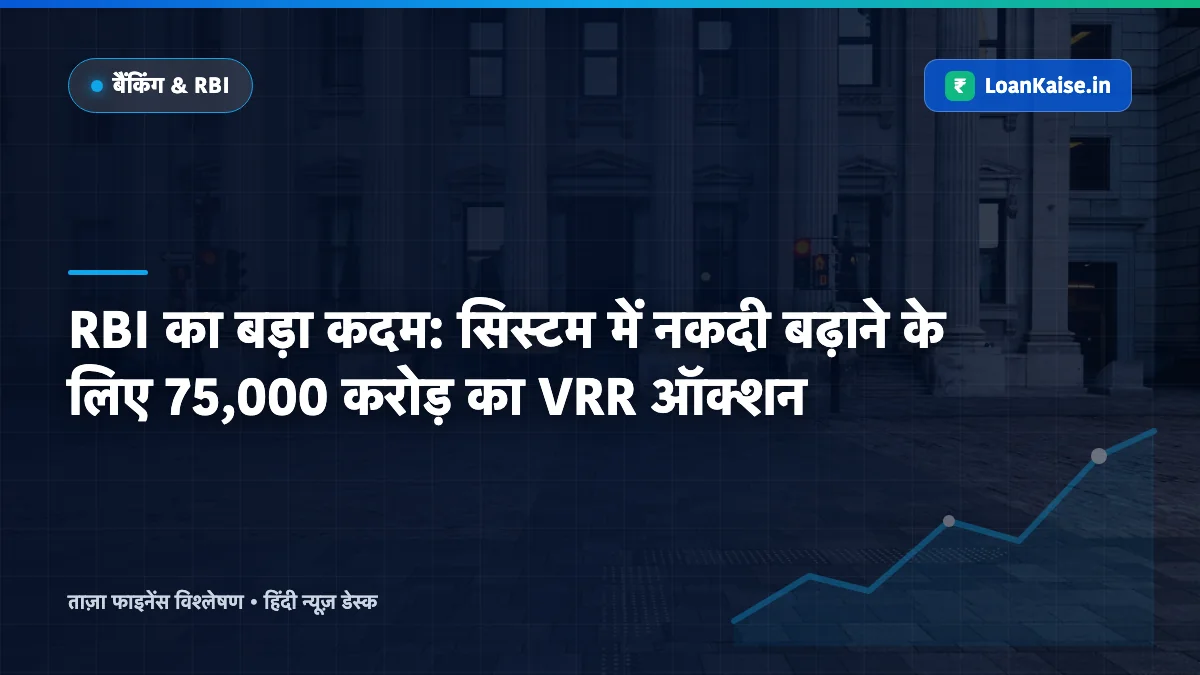 बैंकिंग & RBI
₹ LoanKaise.in
RBI का बड़ा कदम: सिस्टम में नकदी बढ़ाने के
लिए 75,000 करोड़ का VRR ऑक्शन
ताज़ा फाइनेंस विश्लेषण • हिंदी न्यूज़ डेस्क